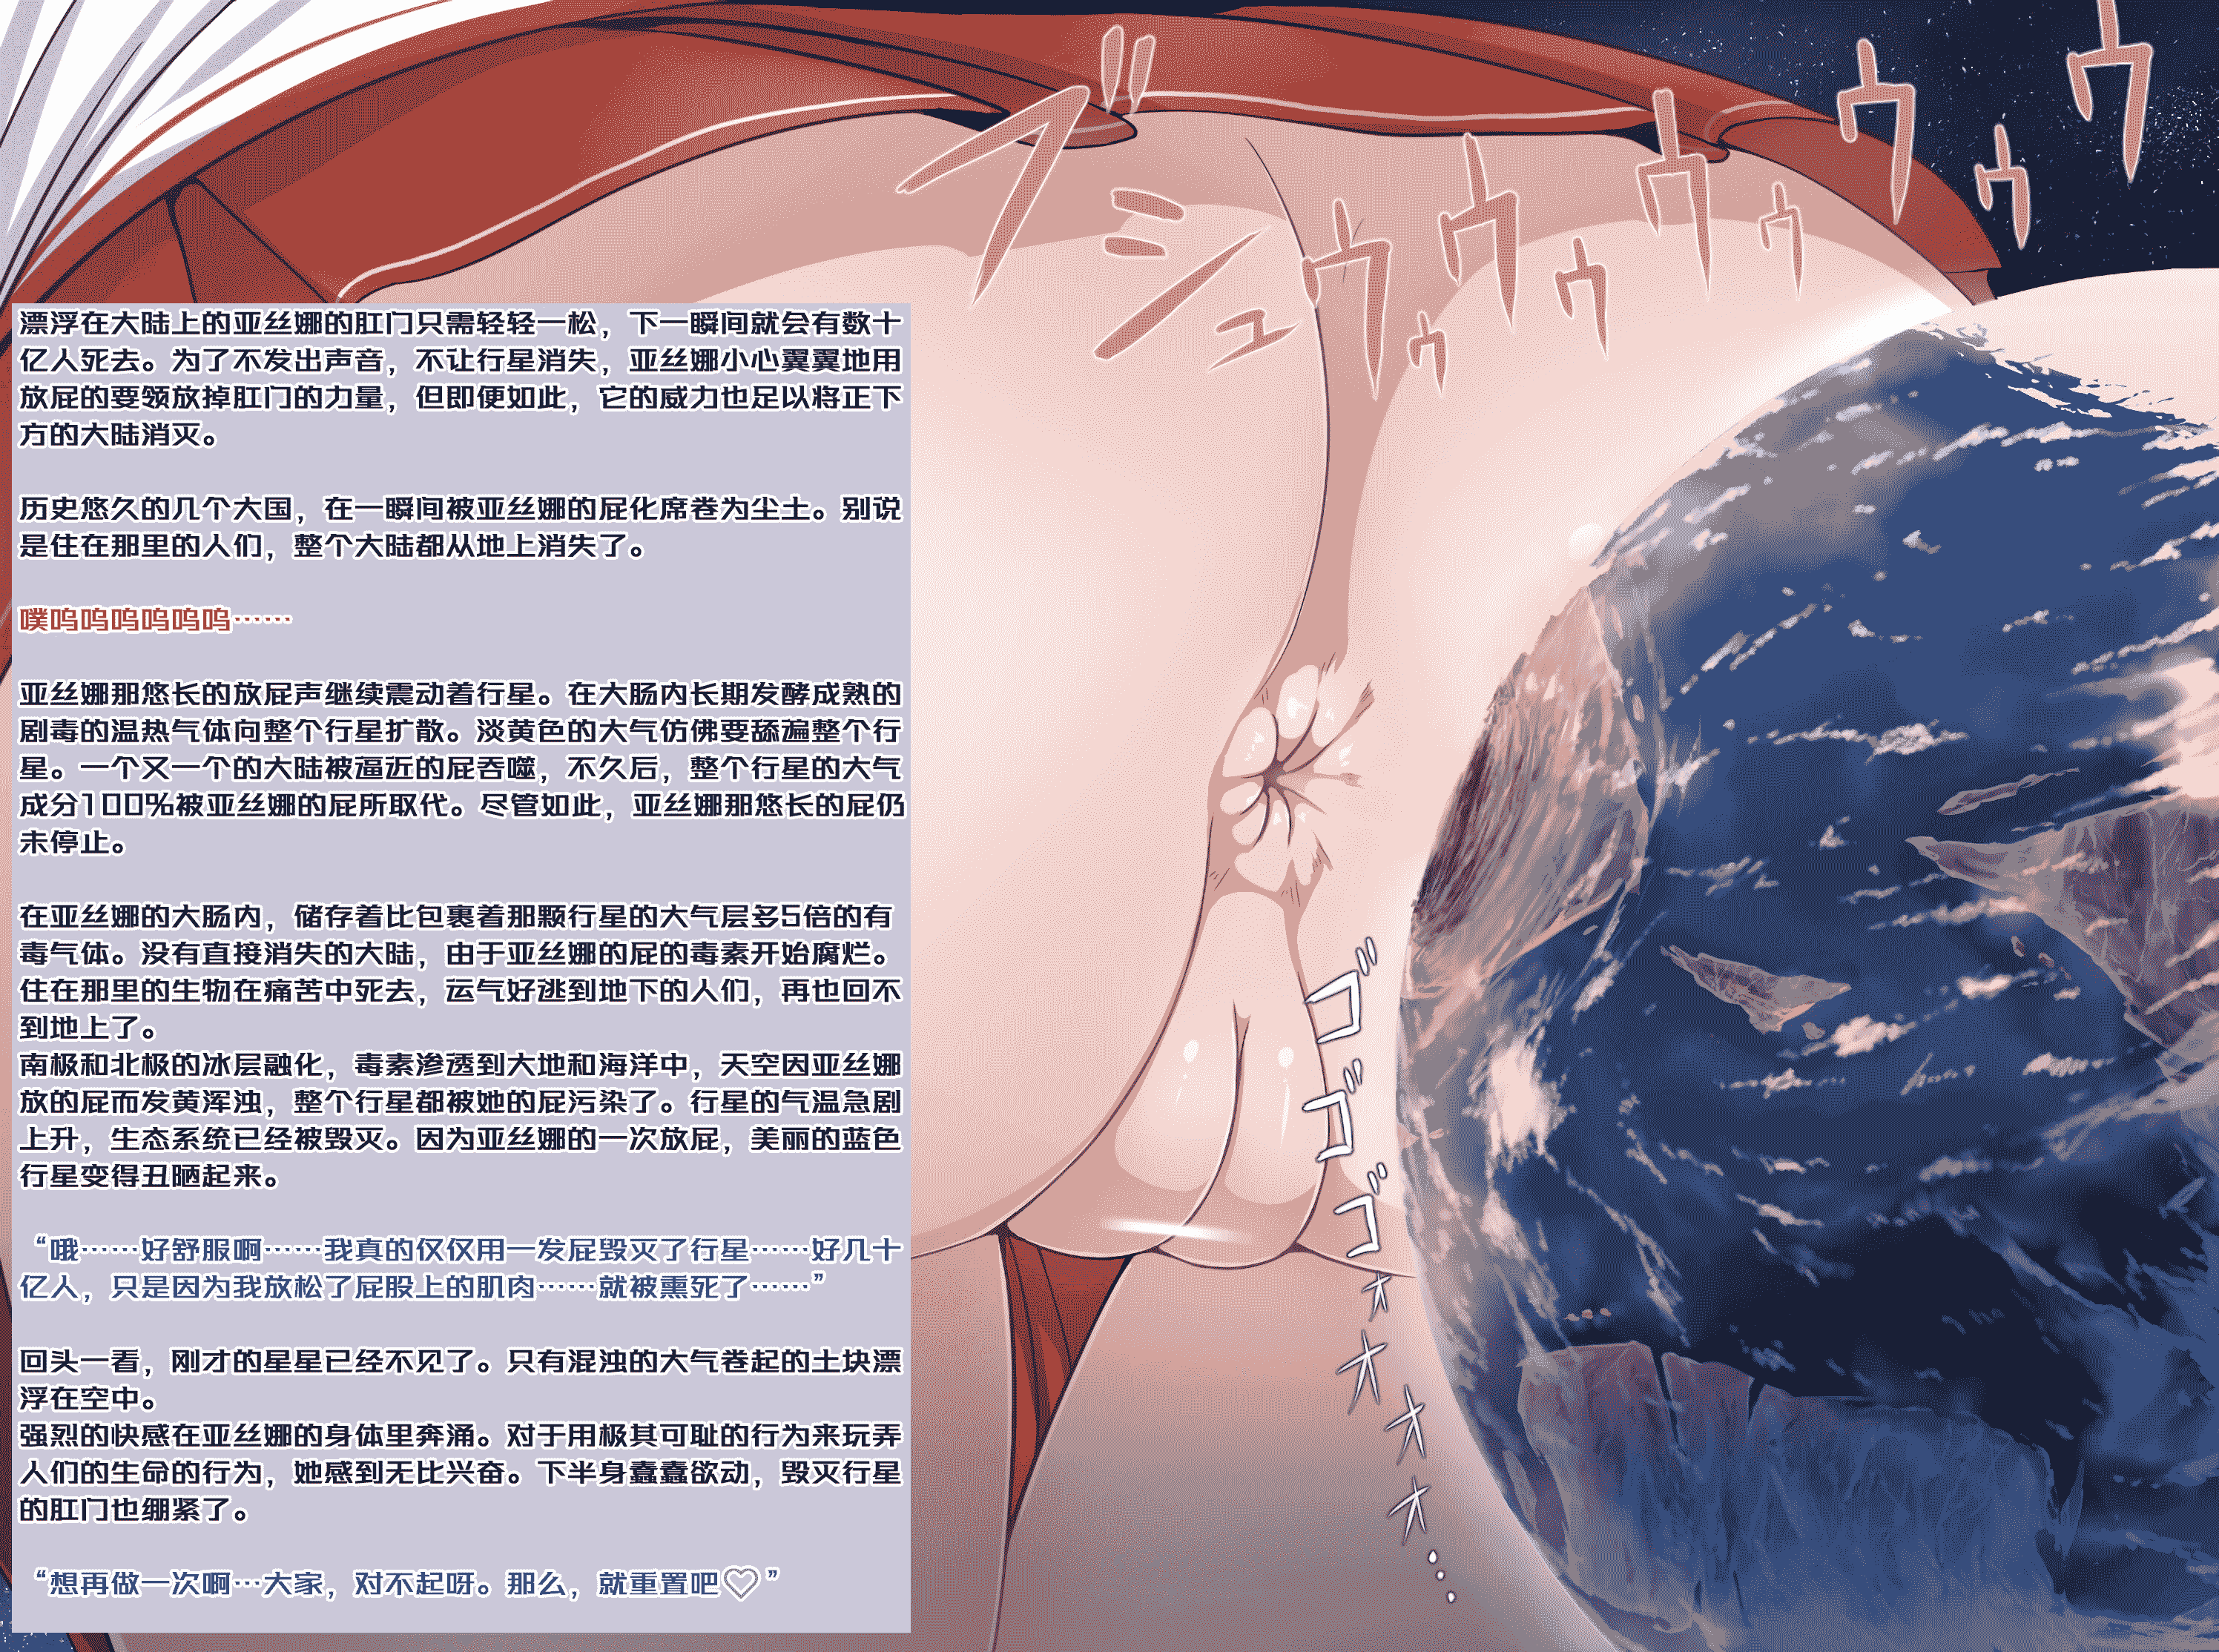 漂浮在大陆上的亚丝娜的肛门只需轻轻一松，下一瞬间就会有数十
亿人死去。为了不发出声音，不让行星消失，亚丝娜小心翼翼地用
放屁的要领放掉肛门的力量，但即便如此，它的威力也足以将正下
方的大陆消灭。
历史悠久的几个大国，在一瞬间被亚丝娜的屁化席卷为尘土。别说
是住在那里的人们，整个大陆都从地上消失了。
噗呜呜呜呜呜呜……
亚丝娜那悠长的放屁声继续震动着行星。在大肠内长期发酵成熟的
剧毒的温热气体向整个行星扩散。淡黄色的大气仿佛要舔遍整个行
星。一个又一个的大陆被逼近的屁吞噬，不久后，整个行星的大气
成分100%被亚丝娜的屁所取代。尽管如此，亚丝娜那悠长的屁仍
未停止。
在亚丝娜的大肠内，储存着比包裹着那颗行星的大气层多5倍的有
毒气体。没有直接消失的大陆，由于亚丝娜的屁的毒素开始腐烂。
住在那里的生物在痛苦中死去，运气好逃到地下的人们，再也回不
到地上了。
南极和北极的冰层融化，毒素渗透到大地和海洋中，天空因亚丝娜
放的屁而发黄浑浊，整个行星都被她的屁污染了。行星的气温急剧
上升，生态系统已经被毁灭。因为亚丝娜的一次放屁，美丽的蓝色
行星变得丑陋起来。
“哦……好舒服啊……我真的仅仅用一发屁毁灭了行星……好几十
亿人，只是因为我放松了屁股上的肌肉……就被熏死了……”
回头一看，刚才的星星已经不见了。只有混浊的大气卷起的土块漂
浮在空中。
强烈的快感在亚丝娜的身体里奔涌。对于用极其可耻的行为来玩弄
人们的生命的行为，她感到无比兴奋。下半身蠢蠢欲动，毁灭行星
的肛门也绷紧了。
“想再做一次啊…大家，对不起呀。那么，就重置吧♡”
ブシュゥゥゥゥゥゥゥゥゥ
ゴゴゴォォォォ…